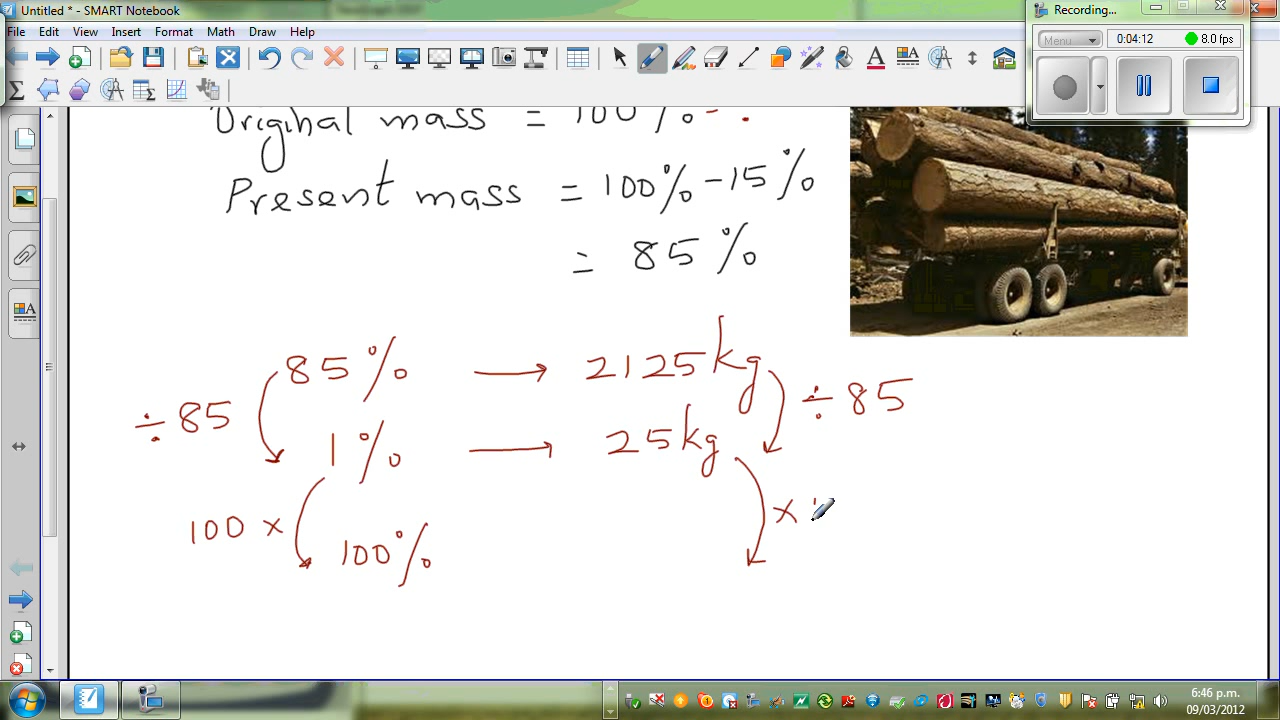 Untitled * - SMART Notebook
File Edit View Insert Format Math Draw Help
Recording...
Menu 0:04:12 8.0 fps
Original mass = 100% - .
Present mass = 100% - 15%
= 85%
85% → 2125kg
÷ 85 ÷ 85
1% → 25kg
100 × ×
100%
6:46 p.m.
09/03/2012